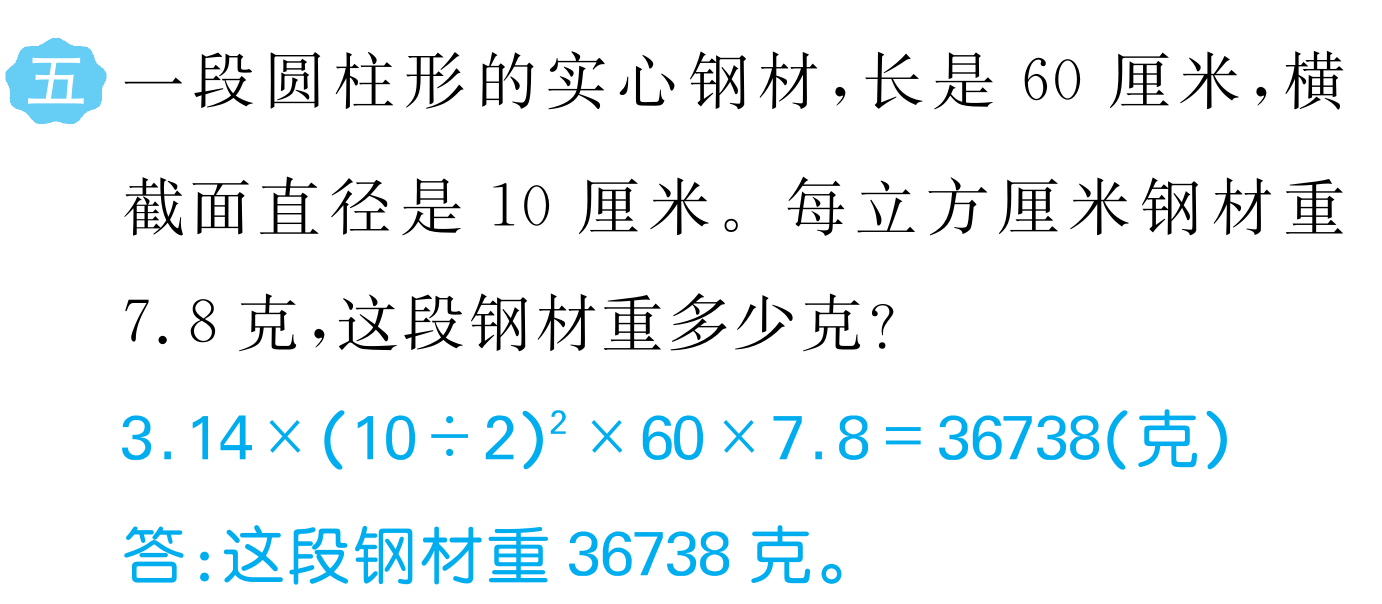 五 一段圆柱形的实心钢材,长是 60 厘米,横
截面直径是 10 厘米。每立方厘米钢材重
7.8 克,这段钢材重多少克?
3.14×(10÷2)²×60×7.8=36738(克)
答:这段钢材重 36738 克。